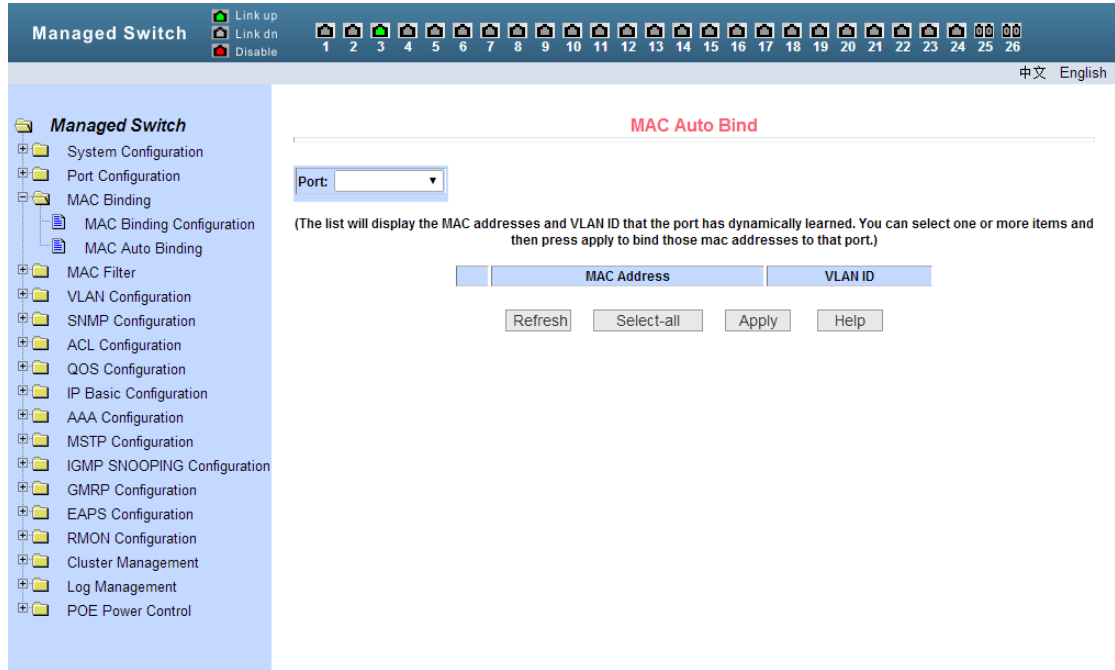 Managed Switch
Link up
Link dn
Disable
1 2 3 4 5 6 7 8 9 10 11 12 13 14 15 16 17 18 19 20 21 22 23 24 25 26
中文 English
Managed Switch
System Configuration
Port Configuration
MAC Binding
MAC Binding Configuration
MAC Auto Binding
MAC Filter
VLAN Configuration
SNMP Configuration
ACL Configuration
QOS Configuration
IP Basic Configuration
AAA Configuration
MSTP Configuration
IGMP SNOOPING Configuration
GMRP Configuration
EAPS Configuration
RMON Configuration
Cluster Management
Log Management
POE Power Control
MAC Auto Bind
Port:
(The list will display the MAC addresses and VLAN ID that the port has dynamically learned. You can select one or more items and
then press apply to bind those mac addresses to that port.)
MAC Address VLAN ID
Refresh Select-all Apply Help